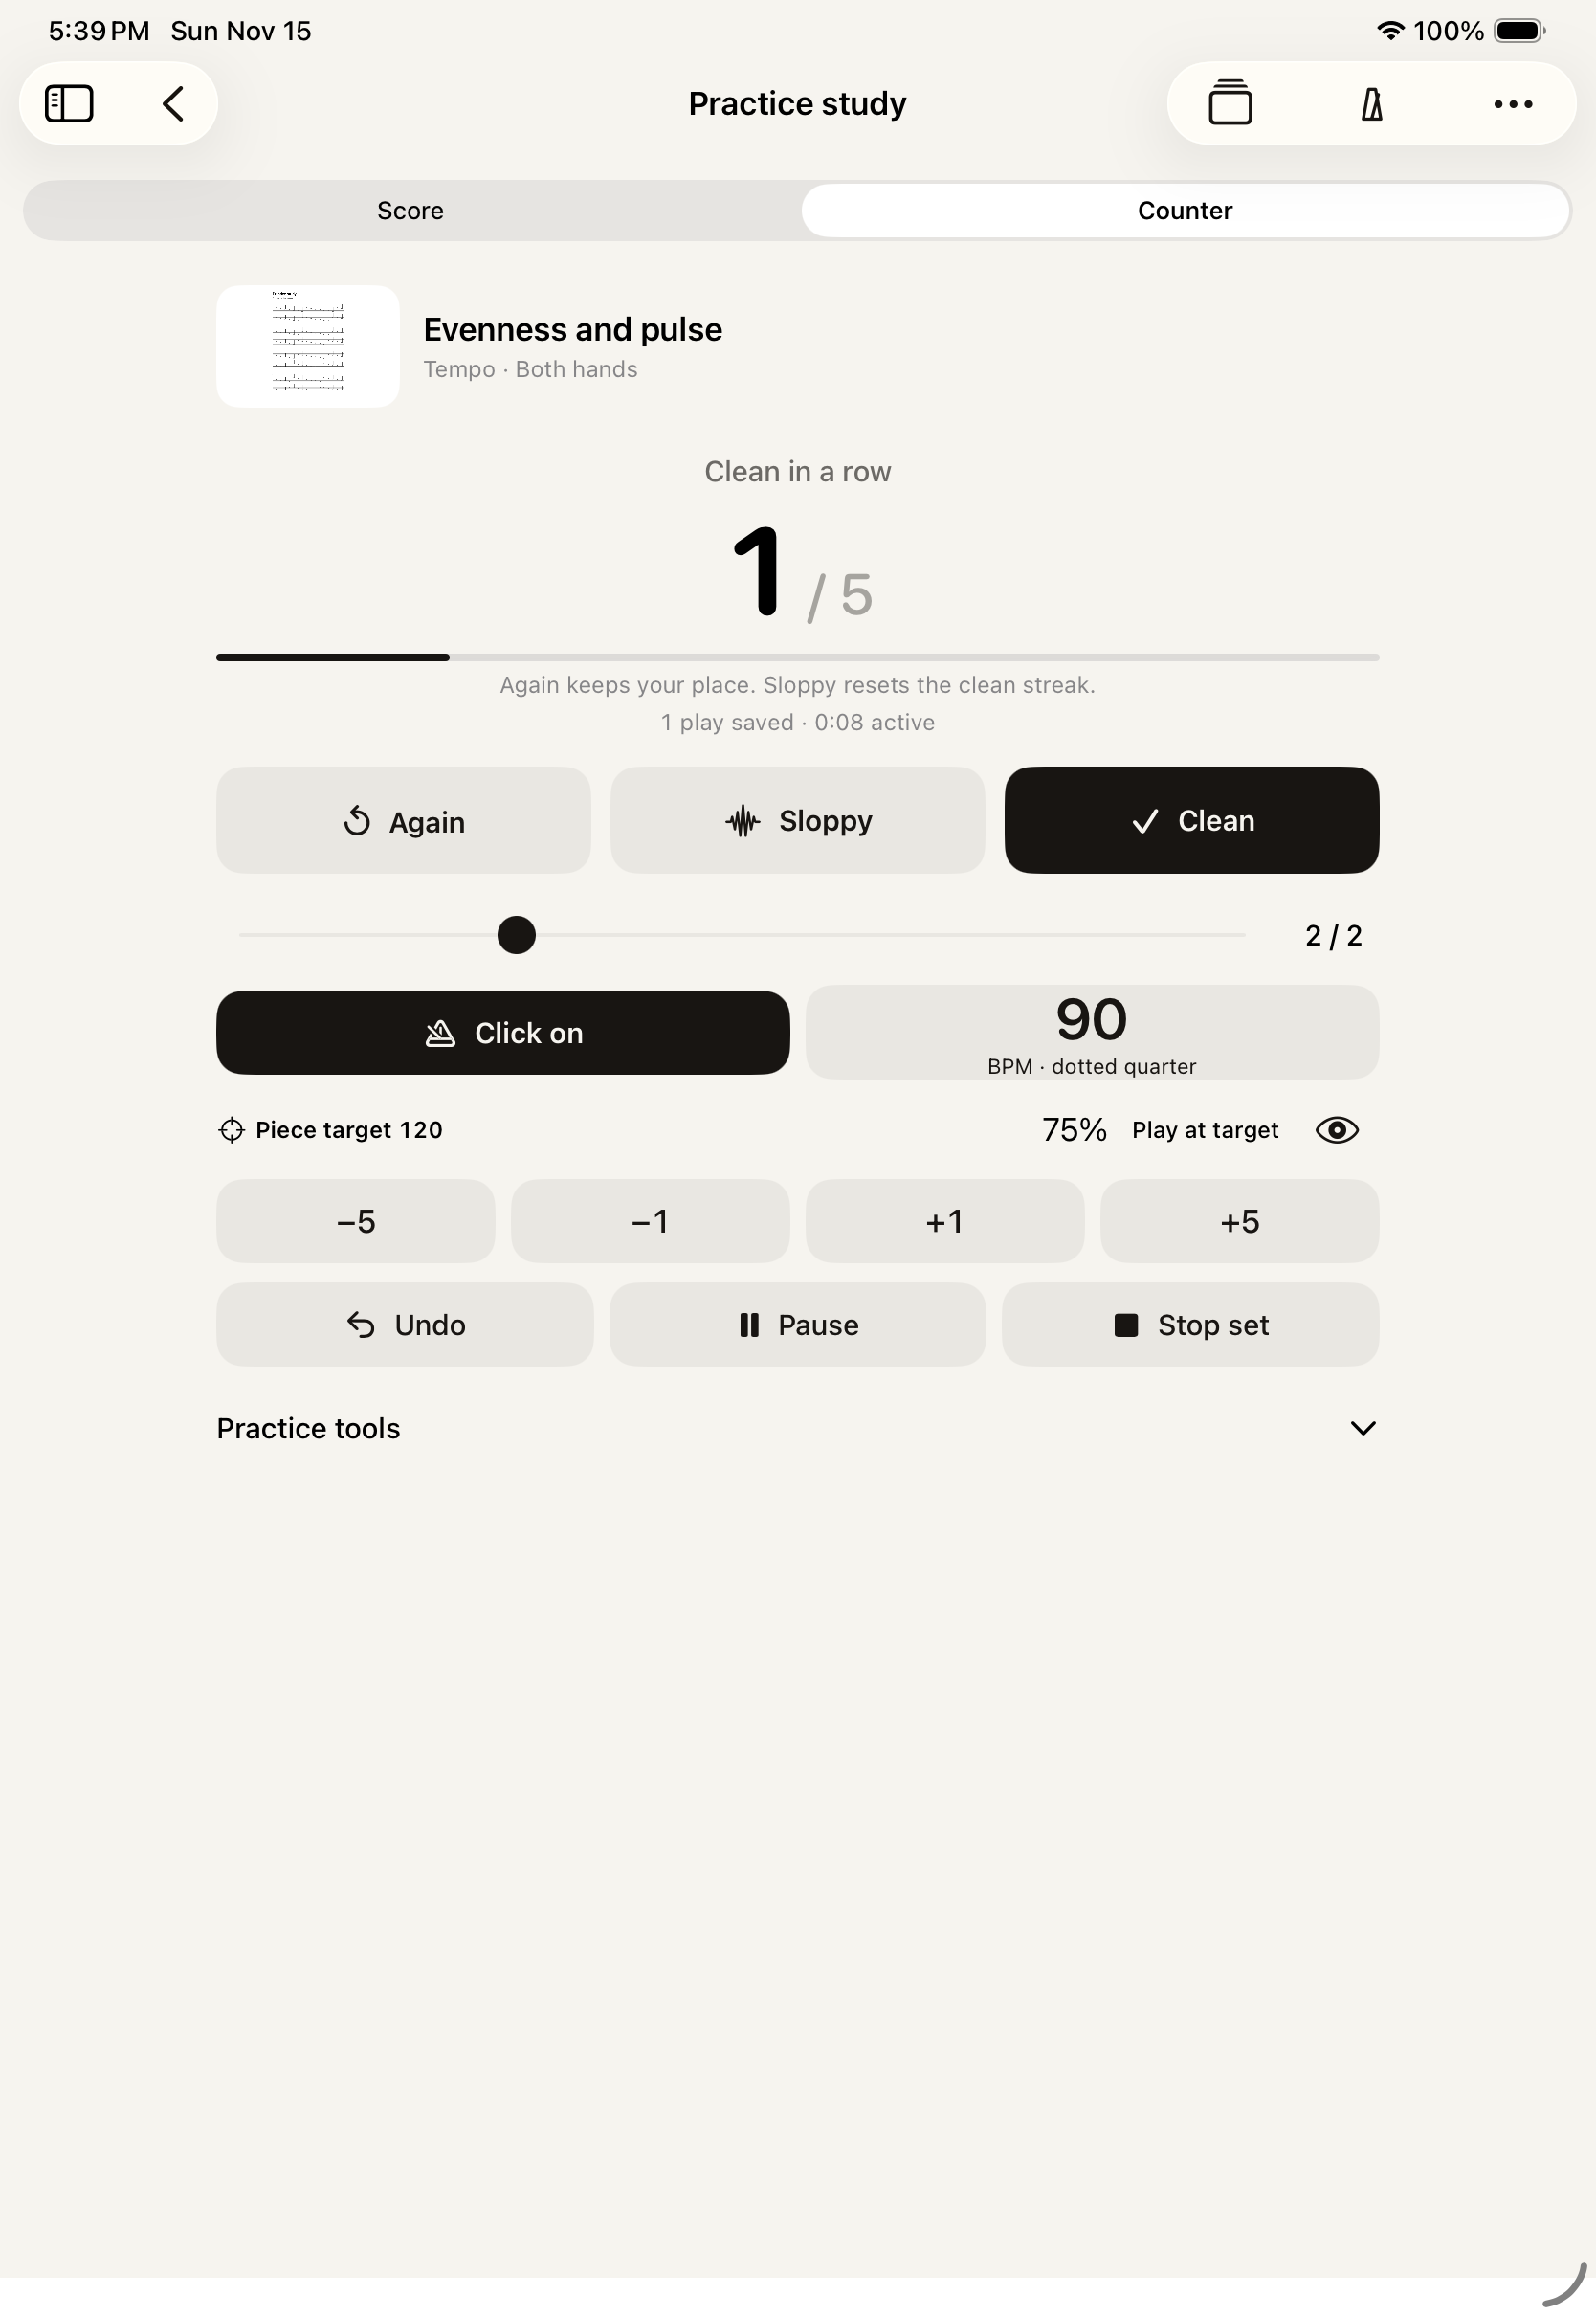 5:39 PM Sun Nov 15
100%
Practice study
Score
Counter
Evenness and pulse
Tempo · Both hands
Clean in a row
1 / 5
Again keeps your place. Sloppy resets the clean streak.
1 play saved · 0:08 active
Again
Sloppy
Clean
2 / 2
Click on
90
BPM · dotted quarter
Piece target 120
75%
Play at target
−5
−1
+1
+5
Undo
Pause
Stop set
Practice tools